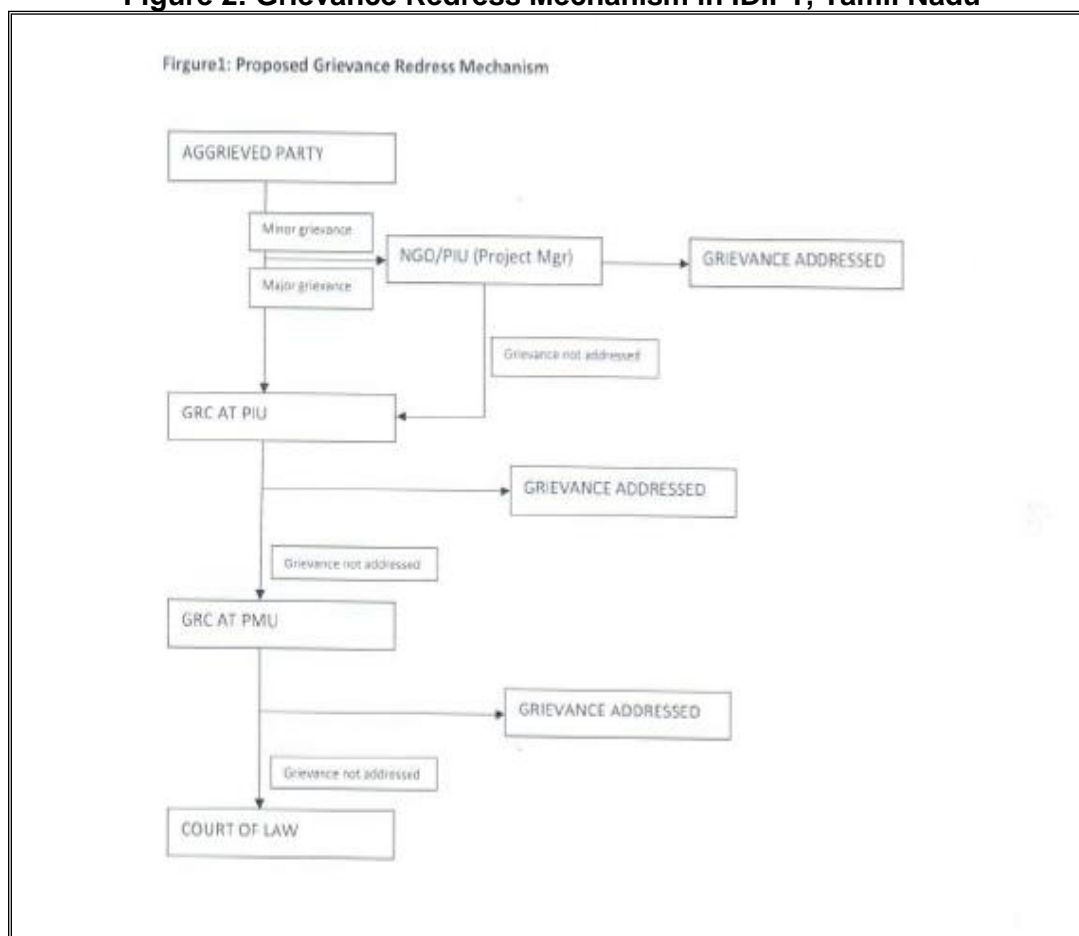 Figure 2: Grievance Redress Mechanism in IDIPT, Tamil Nadu
Firgure1: Proposed Grievance Redress Mechanism
AGGRIEVED PARTY
Minor grievance
NGO/PIU (Project Mgr)
GRIEVANCE ADDRESSED
Major grievance
Grievance not addressed
GRC AT PIU
GRIEVANCE ADDRESSED
Grievance not addressed
GRC AT PMU
GRIEVANCE ADDRESSED
Grievance not addressed
COURT OF LAW